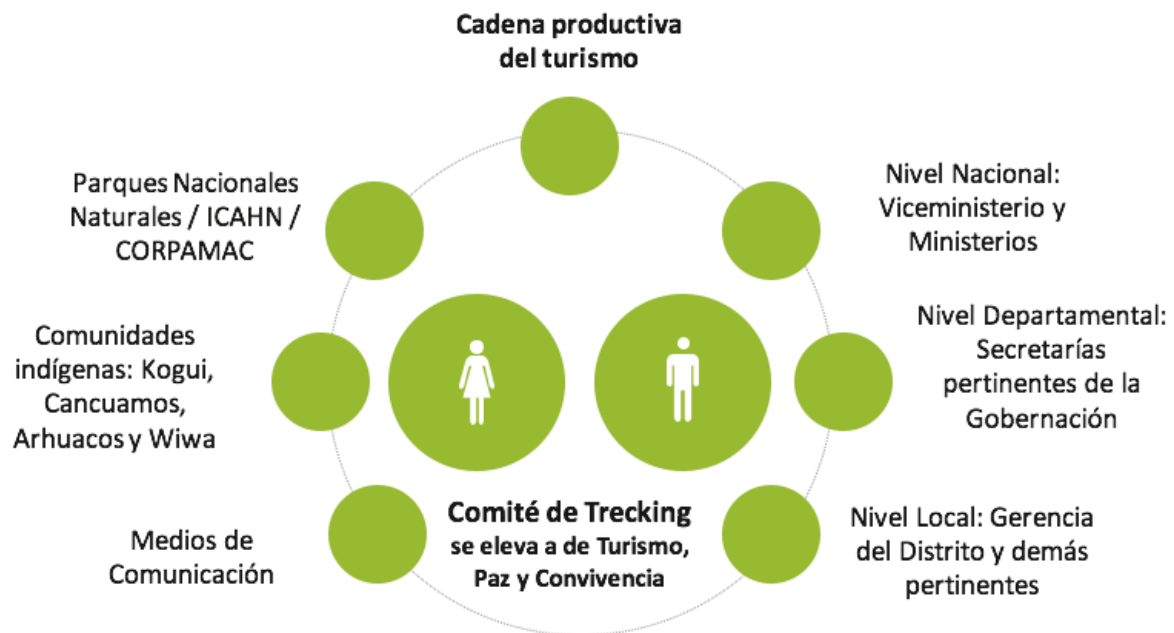 Cadena productiva
del turismo
Parques Nacionales
Naturales / ICAHN /
CORPAMAC
Nivel Nacional:
Viceministerio y
Ministerios
Comunidades
indígenas: Kogui,
Cancuamos,
Arhuacos y Wiwa
Nivel Departamental:
Secretarías
pertinentes de la
Gobernación
Medios de
Comunicación
Comité de Trecking
se eleva a de Turismo,
Paz y Convivencia
Nivel Local: Gerencia
del Distrito y demás
pertinentes